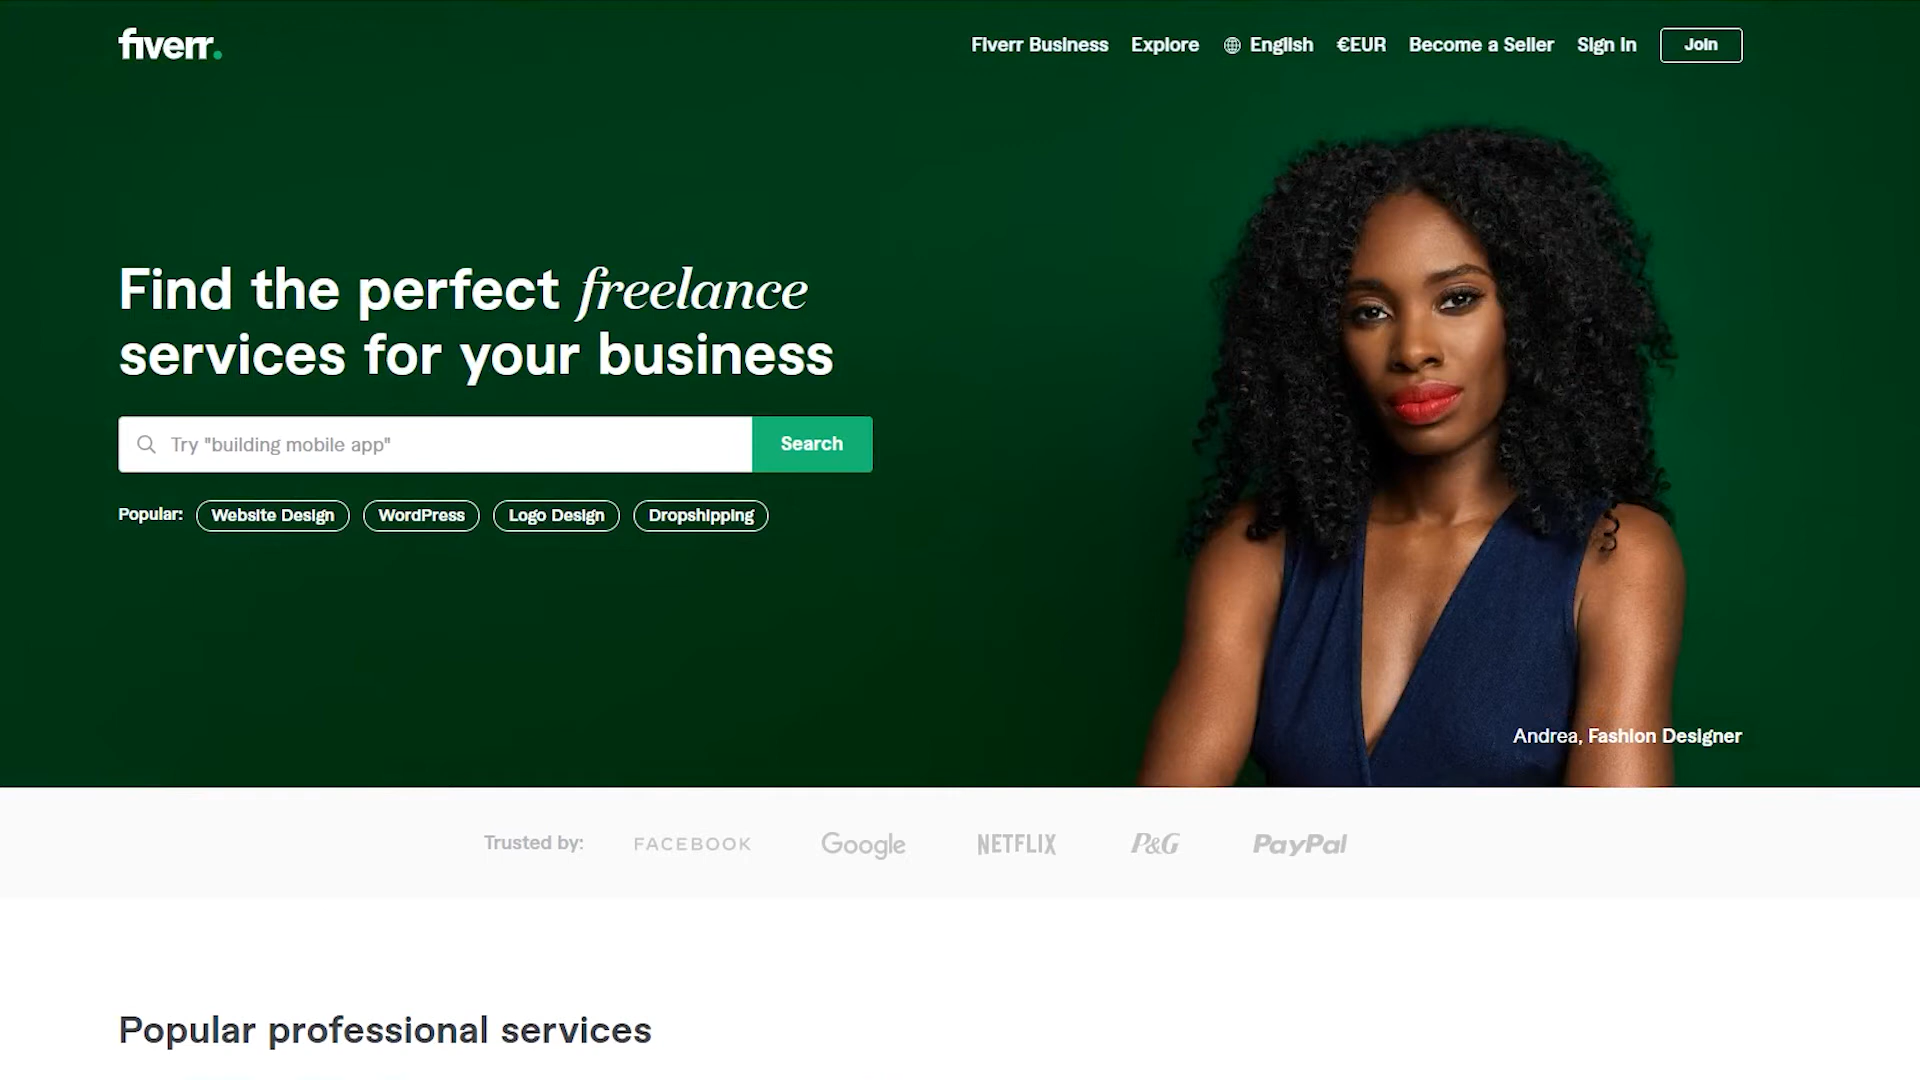 fiverr.
Fiverr Business Explore English €EUR Become a Seller Sign In Join
Find the perfect freelance
services for your business
Try "building mobile app" Search
Popular: Website Design WordPress Logo Design Dropshipping
Andrea, Fashion Designer
Trusted by: FACEBOOK Google NETFLIX P&G PayPal
Popular professional services